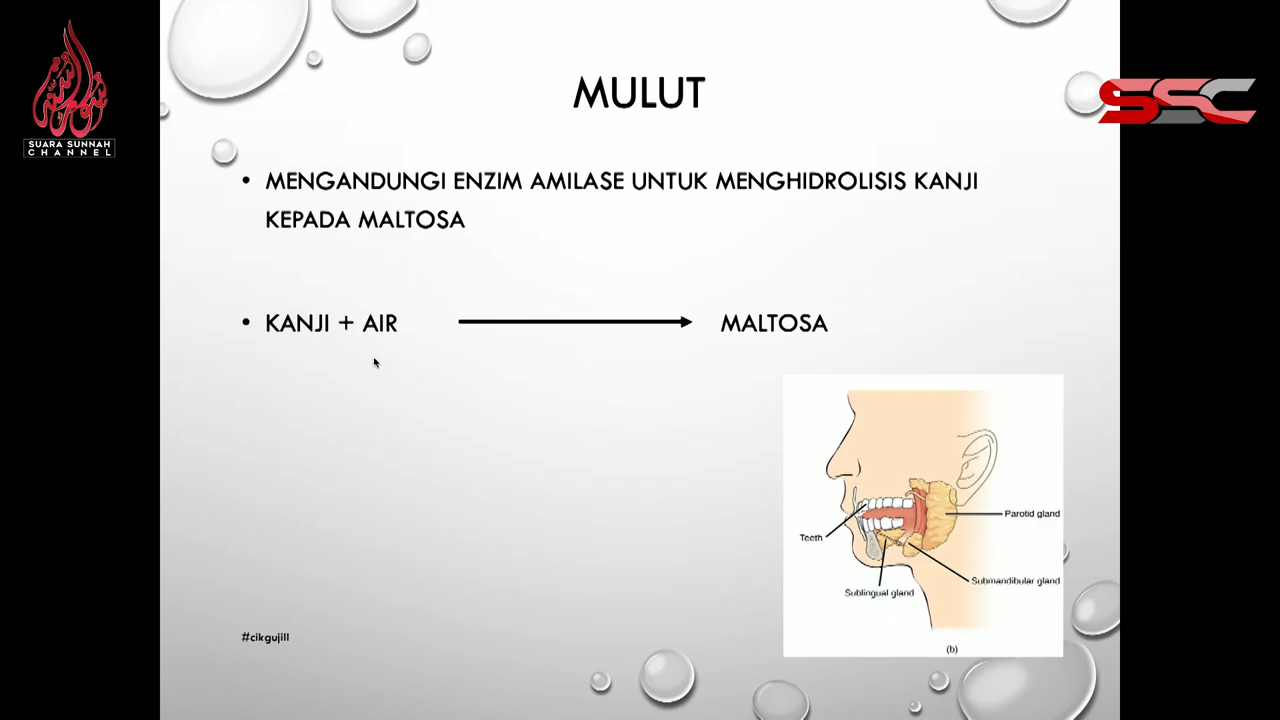 SUARA SUNNAH
CHANNEL
SSC
MULUT
• MENGANDUNGI ENZIM AMILASE UNTUK MENGHIDROLISIS KANJI
KEPADA MALTOSA
• KANJI + AIR MALTOSA
Teeth
Parotid gland
Submandibular gland
Sublingual gland
(b)
#cikgujill